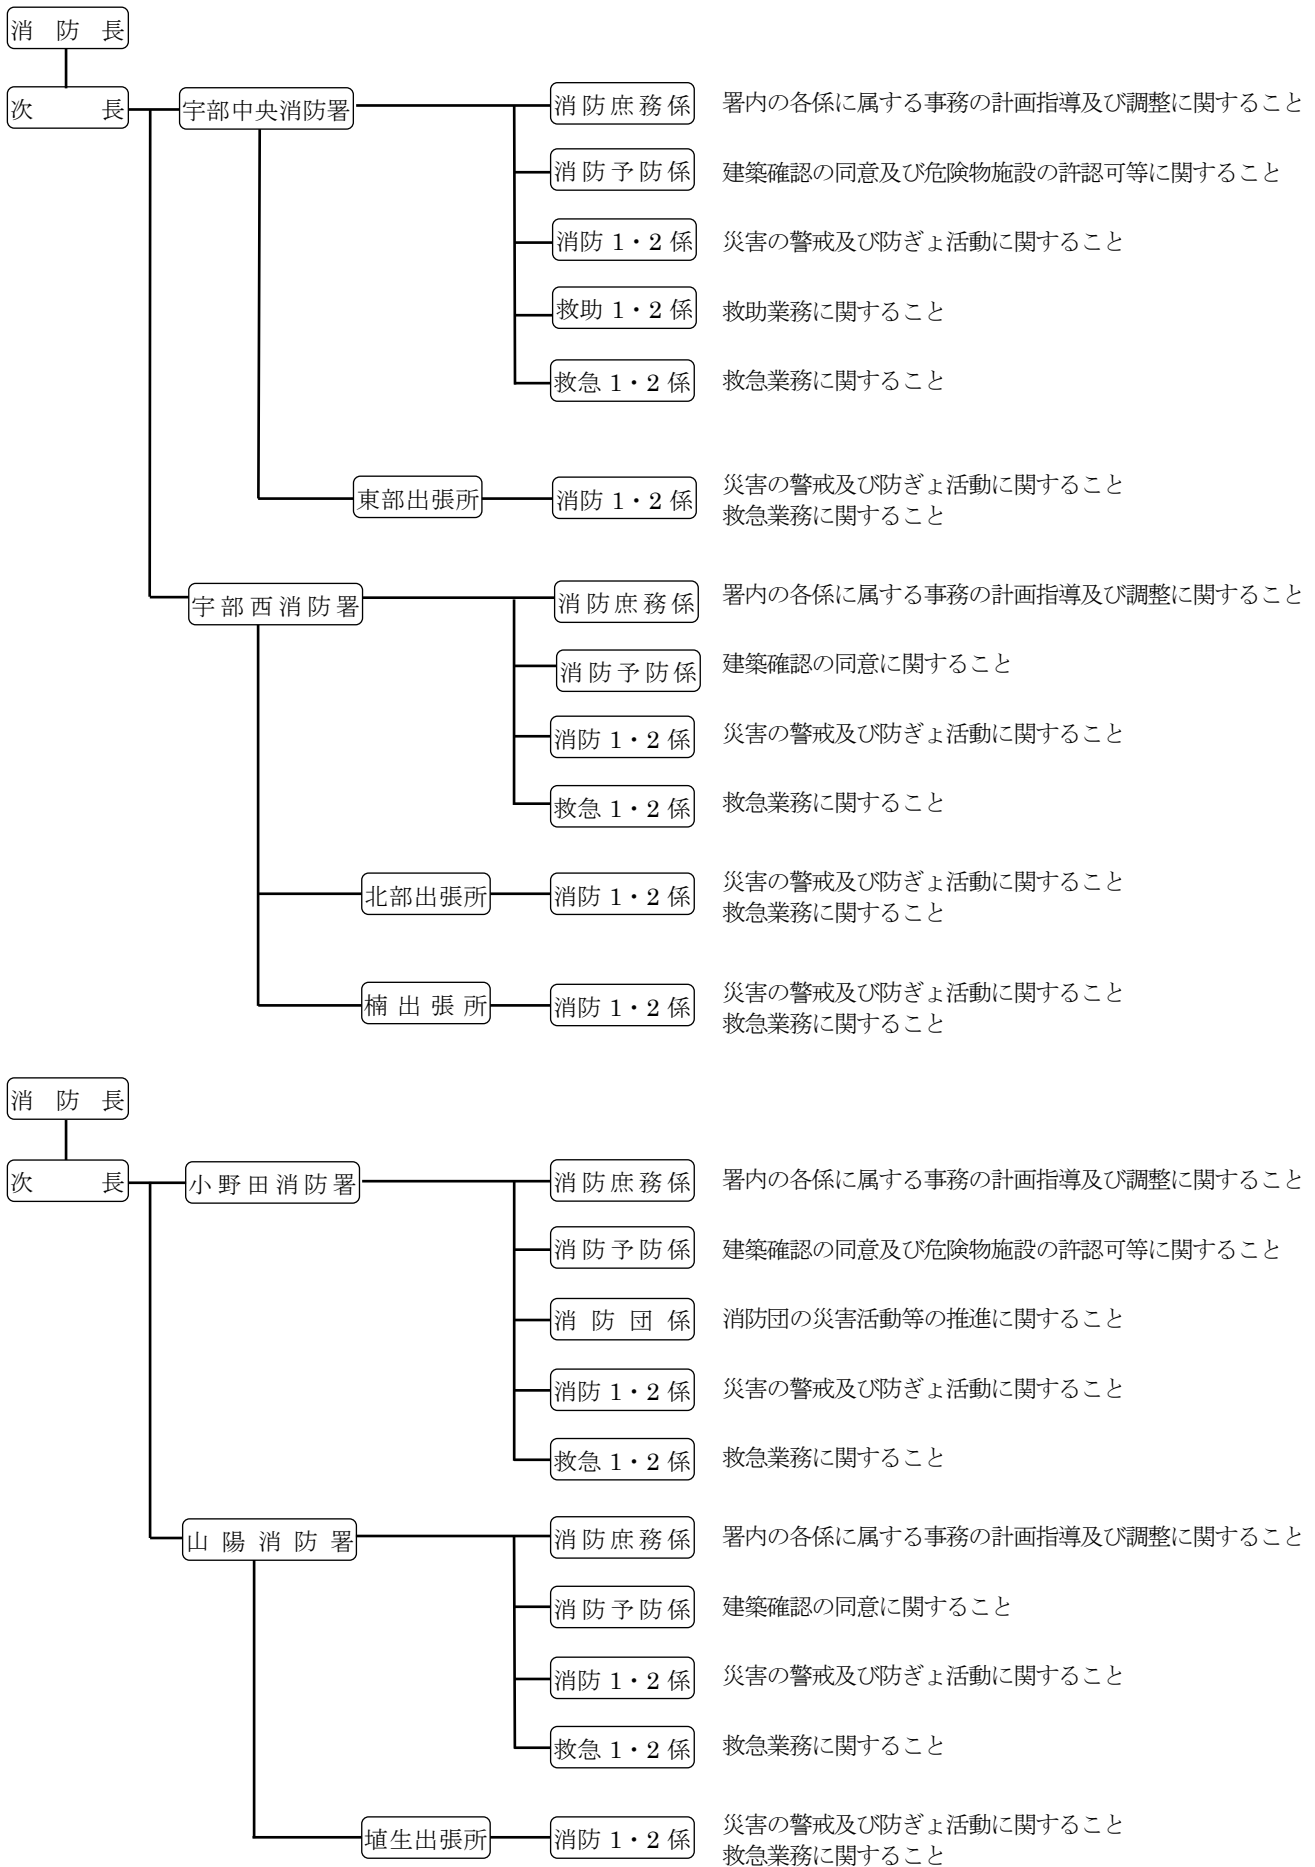 消防長
次長 宇部中央消防署 消防庶務係 署内の各係に属する事務の計画指導及び調整に関すること
消防予防係 建築確認の同意及び危険物施設の許認可等に関すること
消防 1・2 係 災害の警戒及び防ぎょ活動に関すること
救助 1・2 係 救助業務に関すること
救急 1・2 係 救急業務に関すること
東部出張所 消防 1・2 係 災害の警戒及び防ぎょ活動に関すること
救急業務に関すること
宇部西消防署 消防庶務係 署内の各係に属する事務の計画指導及び調整に関すること
消防予防係 建築確認の同意に関すること
消防 1・2 係 災害の警戒及び防ぎょ活動に関すること
救急 1・2 係 救急業務に関すること
北部出張所 消防 1・2 係 災害の警戒及び防ぎょ活動に関すること
救急業務に関すること
楠出張所 消防 1・2 係 災害の警戒及び防ぎょ活動に関すること
救急業務に関すること
消防長
次長 小野田消防署 消防庶務係 署内の各係に属する事務の計画指導及び調整に関すること
消防予防係 建築確認の同意及び危険物施設の許認可等に関すること
消防団係 消防団の災害活動等の推進に関すること
消防 1・2 係 災害の警戒及び防ぎょ活動に関すること
救急 1・2 係 救急業務に関すること
山陽消防署 消防庶務係 署内の各係に属する事務の計画指導及び調整に関すること
消防予防係 建築確認の同意に関すること
消防 1・2 係 災害の警戒及び防ぎょ活動に関すること
救急 1・2 係 救急業務に関すること
埴生出張所 消防 1・2 係 災害の警戒及び防ぎょ活動に関すること
救急業務に関すること